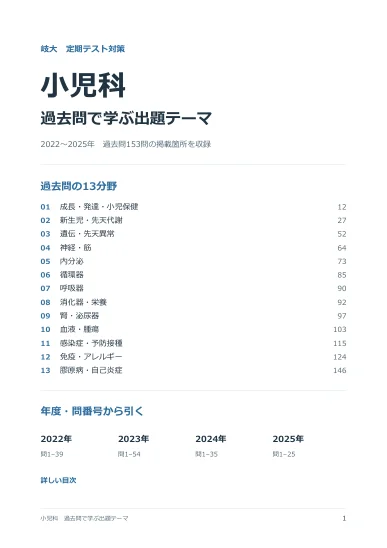 岐大　定期テスト対策
小児科
過去問で学ぶ出題テーマ
2022～2025年　過去問153問の掲載箇所を収録
過去問の13分野
01 成長・発達・小児保健 12
02 新生児・先天代謝 27
03 遺伝・先天異常 52
04 神経・筋 64
05 内分泌 73
06 循環器 85
07 呼吸器 90
08 消化器・栄養 92
09 腎・泌尿器 97
10 血液・腫瘍 103
11 感染症・予防接種 115
12 免疫・アレルギー 124
13 膠原病・自己炎症 146
年度・問番号から引く
2022年 2023年 2024年 2025年
問1–39 問1–54 問1–35 問1–25
詳しい目次
小児科　過去問で学ぶ出題テーマ 1